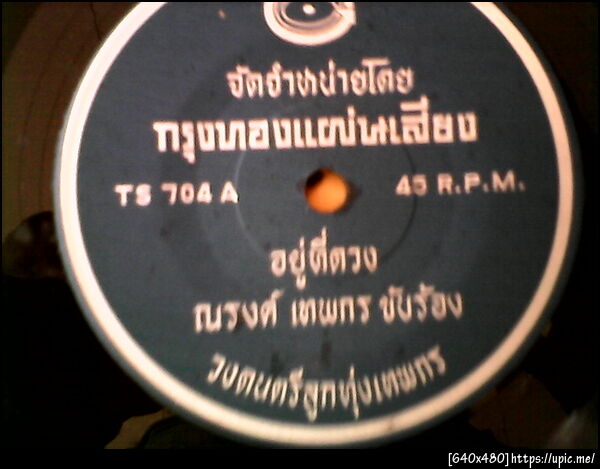 จัดจำหน่ายโดย
กรุงทองแผ่นเสียง
TS 704 A
45 R.P.M.
อยู่ที่ดวง
ณรงค์ เทพกร ขับร้อง
วงดนตรีลูกทุ่งเทพกร
[640x480]https://upic.me/